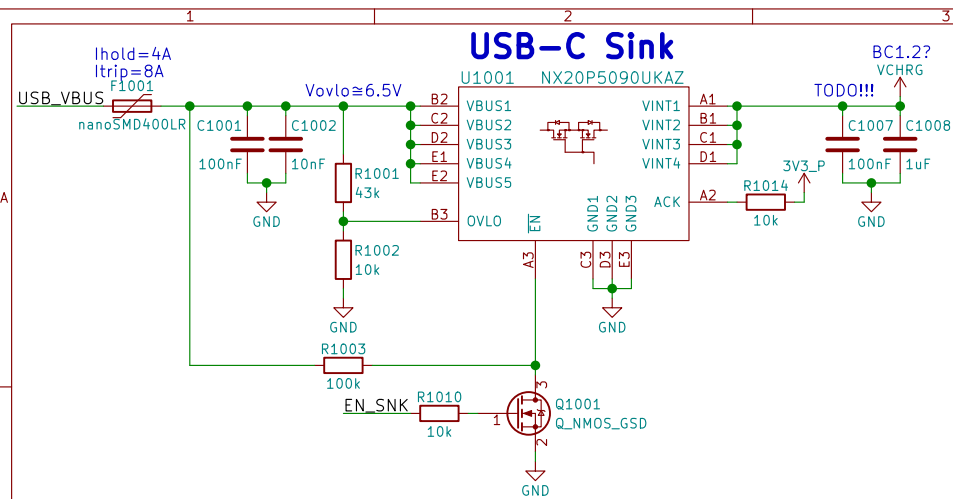 1
2
3
A
USB-C Sink
Ihold=4A
Itrip=8A
F1001
USB_VBUS
nanoSMD400LR
C1001
100nF
C1002
10nF
GND
Vovlo≅6.5V
R1001
43k
R1002
10k
GND
U1001 NX20P5090UKAZ
B2 VBUS1
C2 VBUS2
D2 VBUS3
E1 VBUS4
E2 VBUS5
B3 OVLO
VINT1 A1
VINT2 B1
VINT3 C1
VINT4 D1
ACK A2
EN
A3
GND1
GND2
GND3
C3
D3
E3
GND
BC1.2?
VCHRG
TODO!!!
C1007
100nF
C1008
1uF
GND
3V3_P
R1014
10k
R1003
100k
EN_SNK
R1010
10k
1
3
2
Q1001
Q_NMOS_GSD
GND